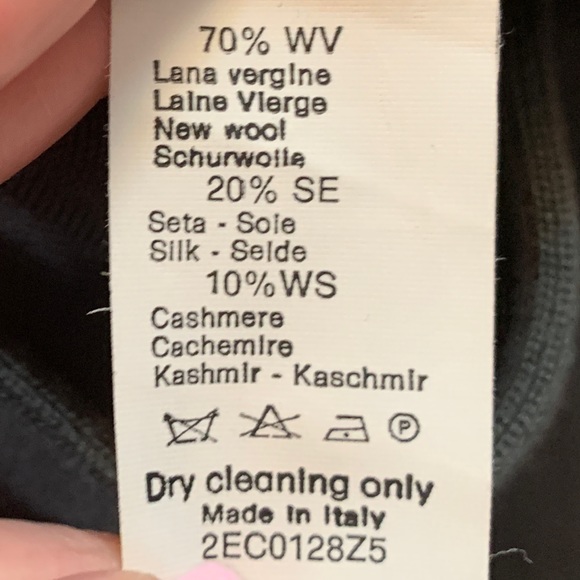 70% WV
Lana vergine
Laine Vierge
New wool
Schurwolle
20% SE
Seta - Soie
Silk - Seide
10% WS
Cashmere
Cachemire
Kashmir - Kaschmir
P
Dry cleaning only
Made in Italy
2EC0128Z5